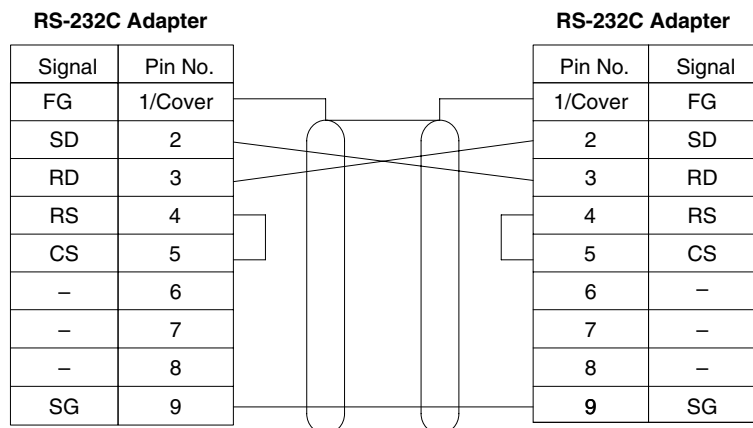 RS-232C Adapter RS-232C Adapter
Signal Pin No. Pin No. Signal
FG 1/Cover 1/Cover FG
SD 2 2 SD
RD 3 3 RD
RS 4 4 RS
CS 5 5 CS
– 6 6 –
– 7 7 –
– 8 8 –
SG 9 9 SG